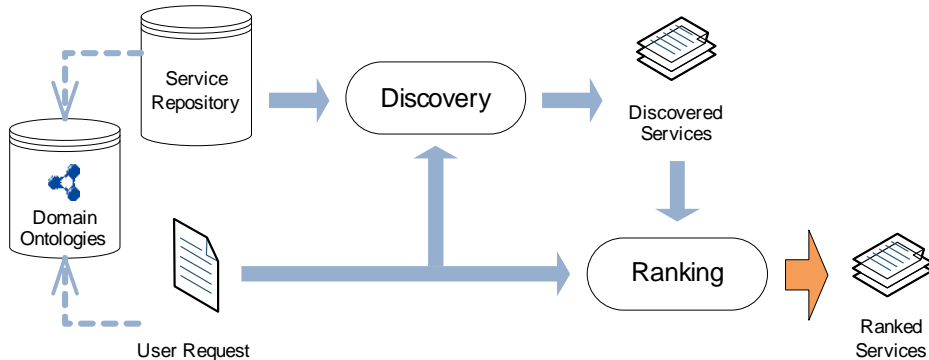 Service
Repository
Discovery
Discovered
Services
Domain
Ontologies
Ranking
User Request
Ranked
Services